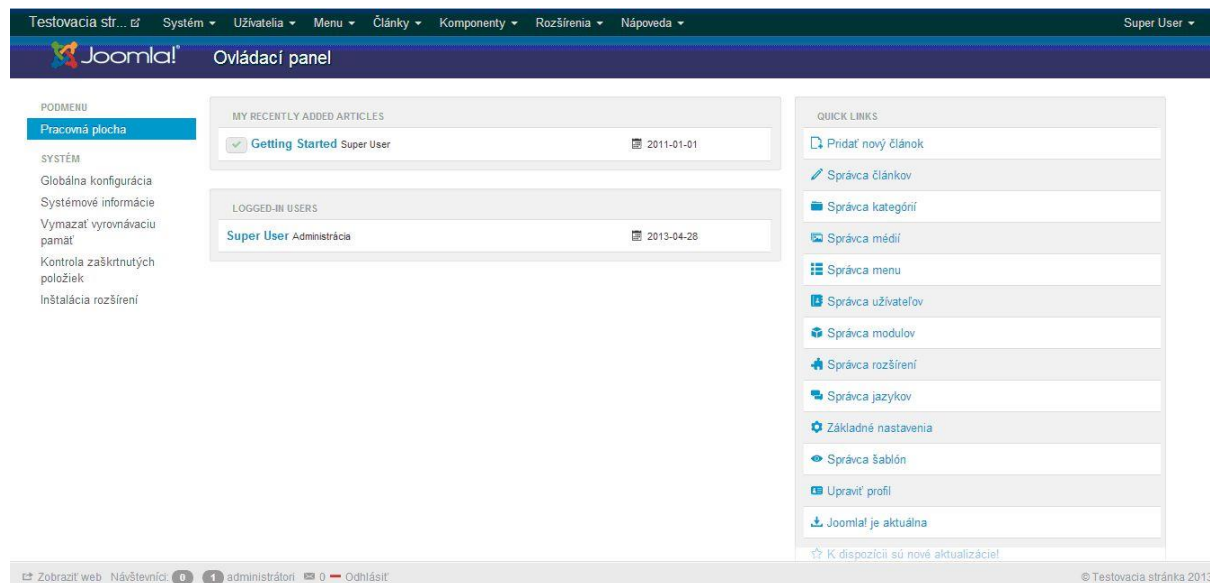 Testovacia str... Systém Užívatelia Menu Články Komponenty Rozšírenia Nápoveda Super User
Joomla! Ovládací panel
PODMENU
Pracovná plocha
SYSTÉM
Globálna konfigurácia
Systémové informácie
Vymazať vyrovnávaciu
pamäť
Kontrola zaškrtnutých
položiek
Inštalácia rozšírení
MY RECENTLY ADDED ARTICLES
Getting Started Super User 2011-01-01
LOGGED-IN USERS
Super User Administrácia 2013-04-28
QUICK LINKS
Pridať nový článok
Správca článkov
Správca kategórií
Správca médií
Správca menu
Správca užívateľov
Správca modulov
Správca rozšírení
Správca jazykov
Základné nastavenia
Správca šablón
Upraviť profil
Joomla! je aktuálna
K dispozícii sú nové aktualizácie!
Zobraziť web Návštevníci: 0 1 administrátori 0 Odhlásiť © Testovacia stránka 2013